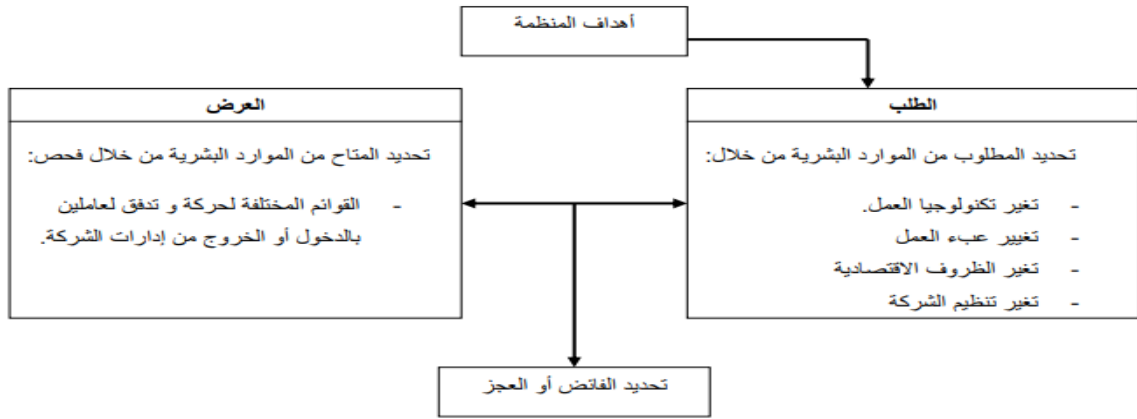 أهداف المنظمة
الطلب
تحديد المطلوب من الموارد البشرية من خلال:
- تغير تكنولوجيا العمل.
- تغيير عبء العمل
- تغير الظروف الاقتصادية
- تغير تنظيم الشركة
العرض
تحديد المتاح من الموارد البشرية من خلال فحص:
- القوائم المختلفة لحركة و تدفق لعاملين
بالدخول أو الخروج من إدارات الشركة.
تحديد الفائض أو العجز